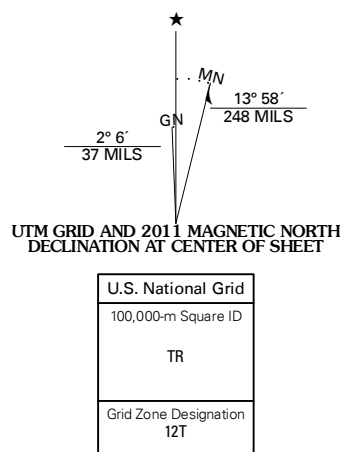 ★
MN
GN
13° 58´
248 MILS
2° 6´
37 MILS
UTM GRID AND 2011 MAGNETIC NORTH
DECLINATION AT CENTER OF SHEET
U.S. National Grid
100,000-m Square ID
TR
Grid Zone Designation
12T